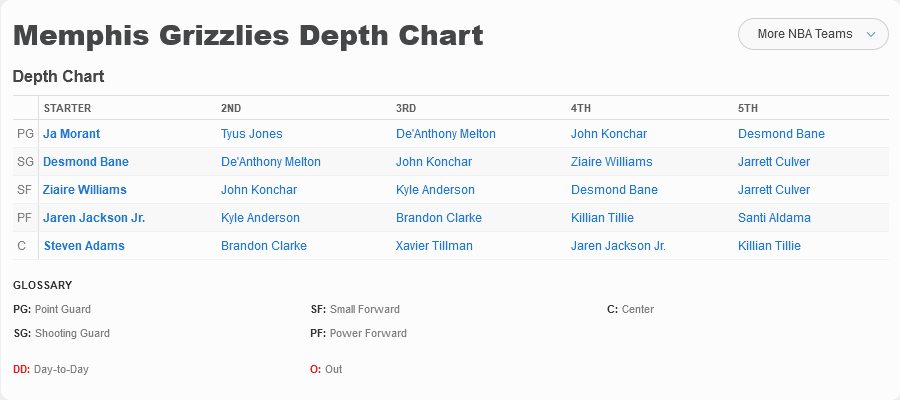 Memphis Grizzlies Depth Chart
More NBA Teams
Depth Chart
STARTER 2ND 3RD 4TH 5TH
PG Ja Morant Tyus Jones De'Anthony Melton John Konchar Desmond Bane
SG Desmond Bane De'Anthony Melton John Konchar Ziaire Williams Jarrett Culver
SF Ziaire Williams John Konchar Kyle Anderson Desmond Bane Jarrett Culver
PF Jaren Jackson Jr. Kyle Anderson Brandon Clarke Killian Tillie Santi Aldama
C Steven Adams Brandon Clarke Xavier Tillman Jaren Jackson Jr. Killian Tillie
GLOSSARY
PG: Point Guard SF: Small Forward C: Center
SG: Shooting Guard PF: Power Forward
DD: Day-to-Day O: Out